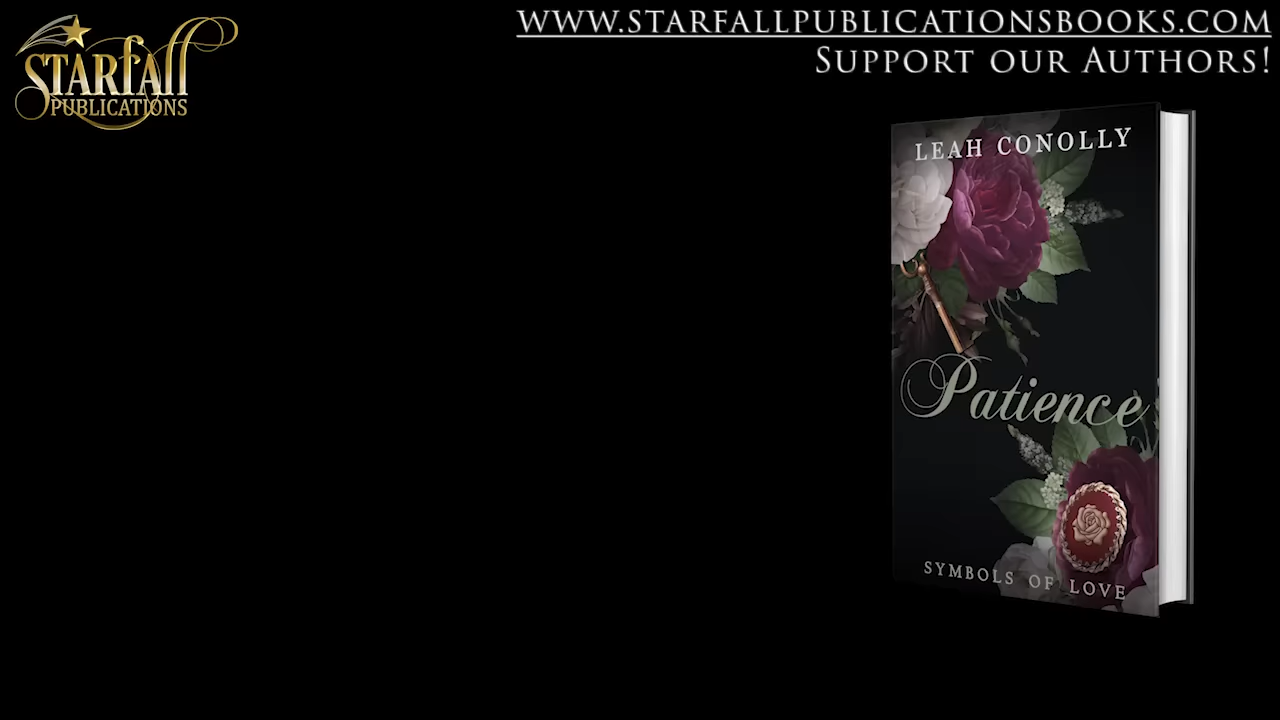 STARfall
PUBLICATIONS
WWW.STARFALLPUBLICATIONSBOOKS.COM
SUPPORT OUR AUTHORS!
LEAH CONOLLY
Patience
SYMBOLS OF LOVE